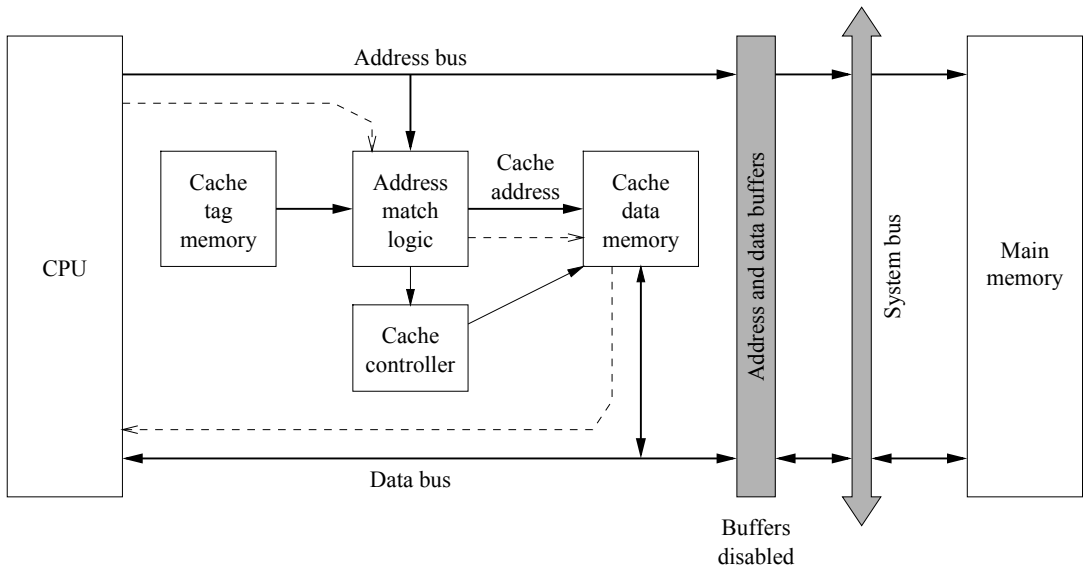 Address bus
Cache
tag
memory
Address
match
logic
Cache
address
Cache
data
memory
CPU
Cache
controller
Data bus
Address and data buffers
Buffers
disabled
System bus
Main
memory